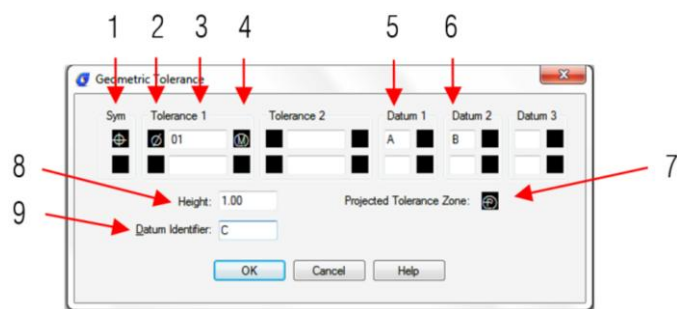 1 2 3 4 5 6
Geometric Tolerance
Sym Tolerance 1 Tolerance 2 Datum 1 Datum 2 Datum 3
⌖ Ø 01 Ⓜ A B
8 Height: 1.00 Projected Tolerance Zone: Ⓟ 7
9 Datum Identifier: C
OK Cancel Help